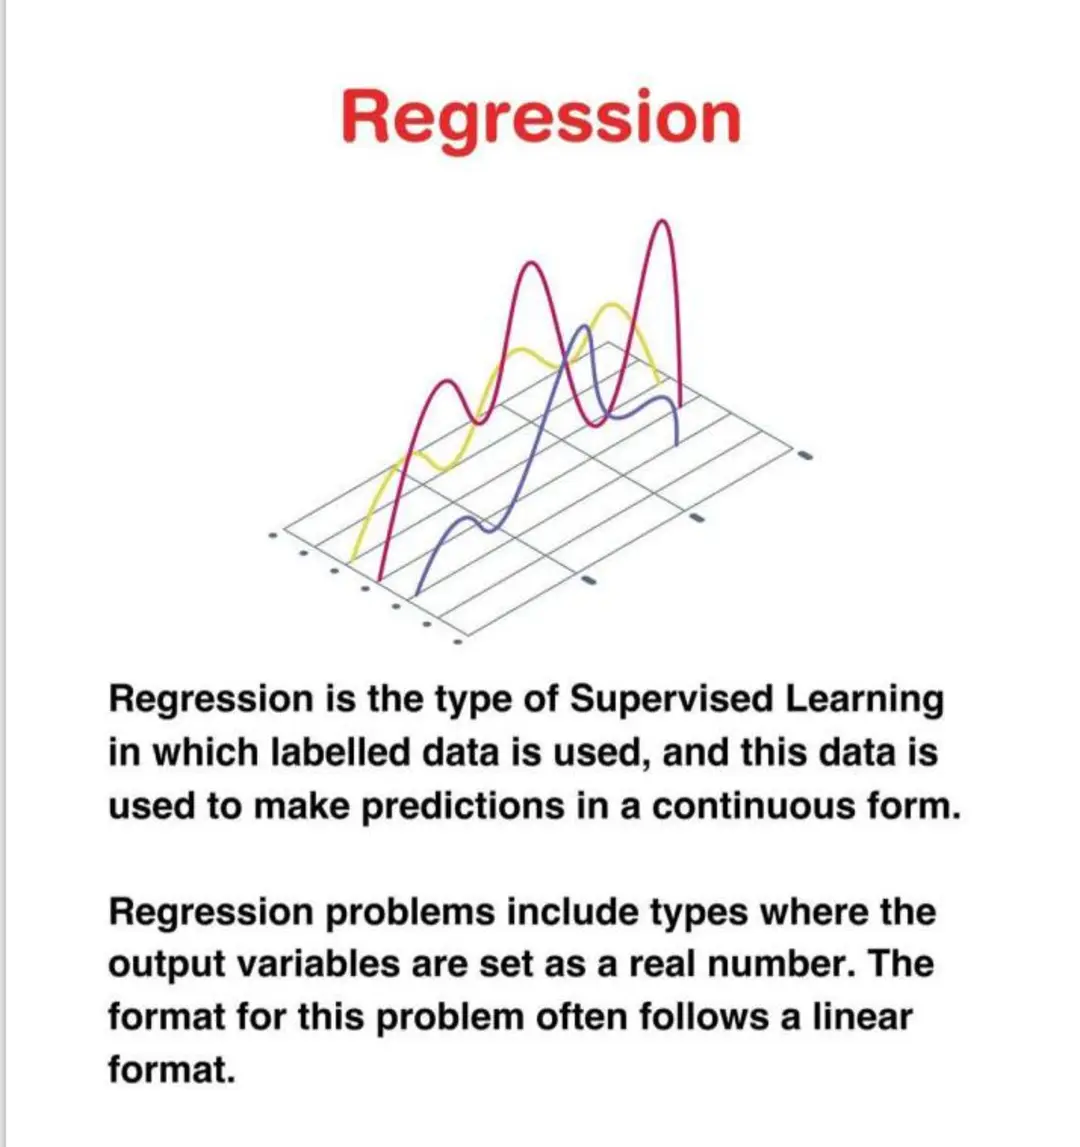 Regression
Regression is the type of Supervised Learning
in which labelled data is used, and this data is
used to make predictions in a continuous form.
Regression problems include types where the
output variables are set as a real number. The
format for this problem often follows a linear
format.